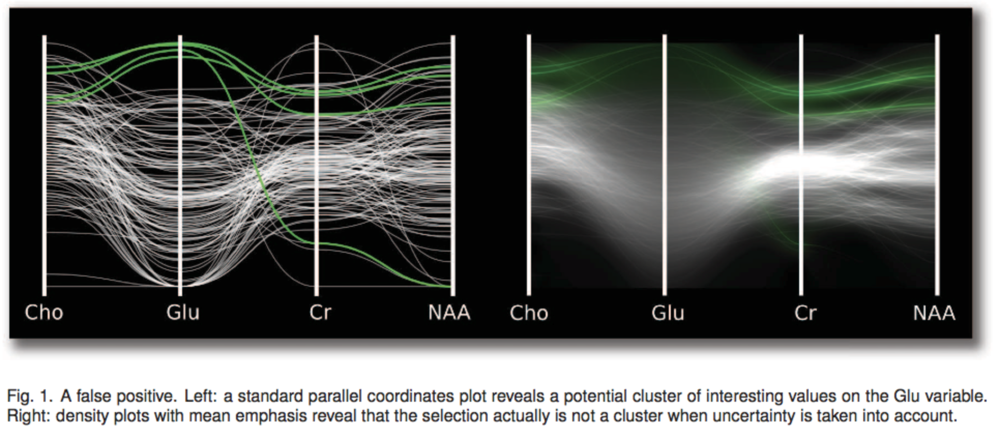 Cho Glu Cr NAA Cho Glu Cr NAA
Fig. 1. A false positive. Left: a standard parallel coordinates plot reveals a potential cluster of interesting values on the Glu variable.
Right: density plots with mean emphasis reveal that the selection actually is not a cluster when uncertainty is taken into account.